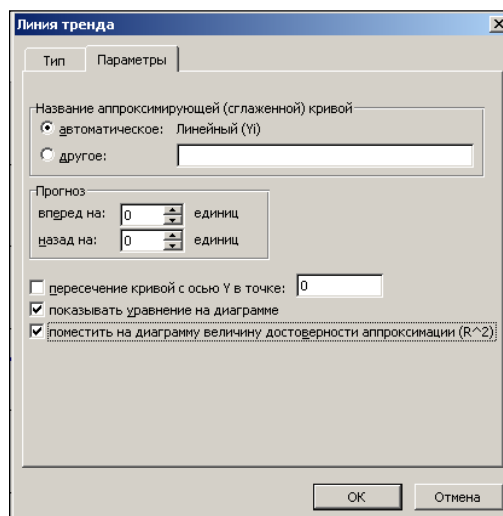 Линия тренда
Тип
Параметры
Название аппроксимирующей (сглаженной) кривой
автоматическое: Линейный (Yi)
другое:
Прогноз
вперед на: 0 единиц
назад на: 0 единиц
пересечение кривой с осью Y в точке: 0
показывать уравнение на диаграмме
поместить на диаграмму величину достоверности аппроксимации (R^2)
ОК
Отмена